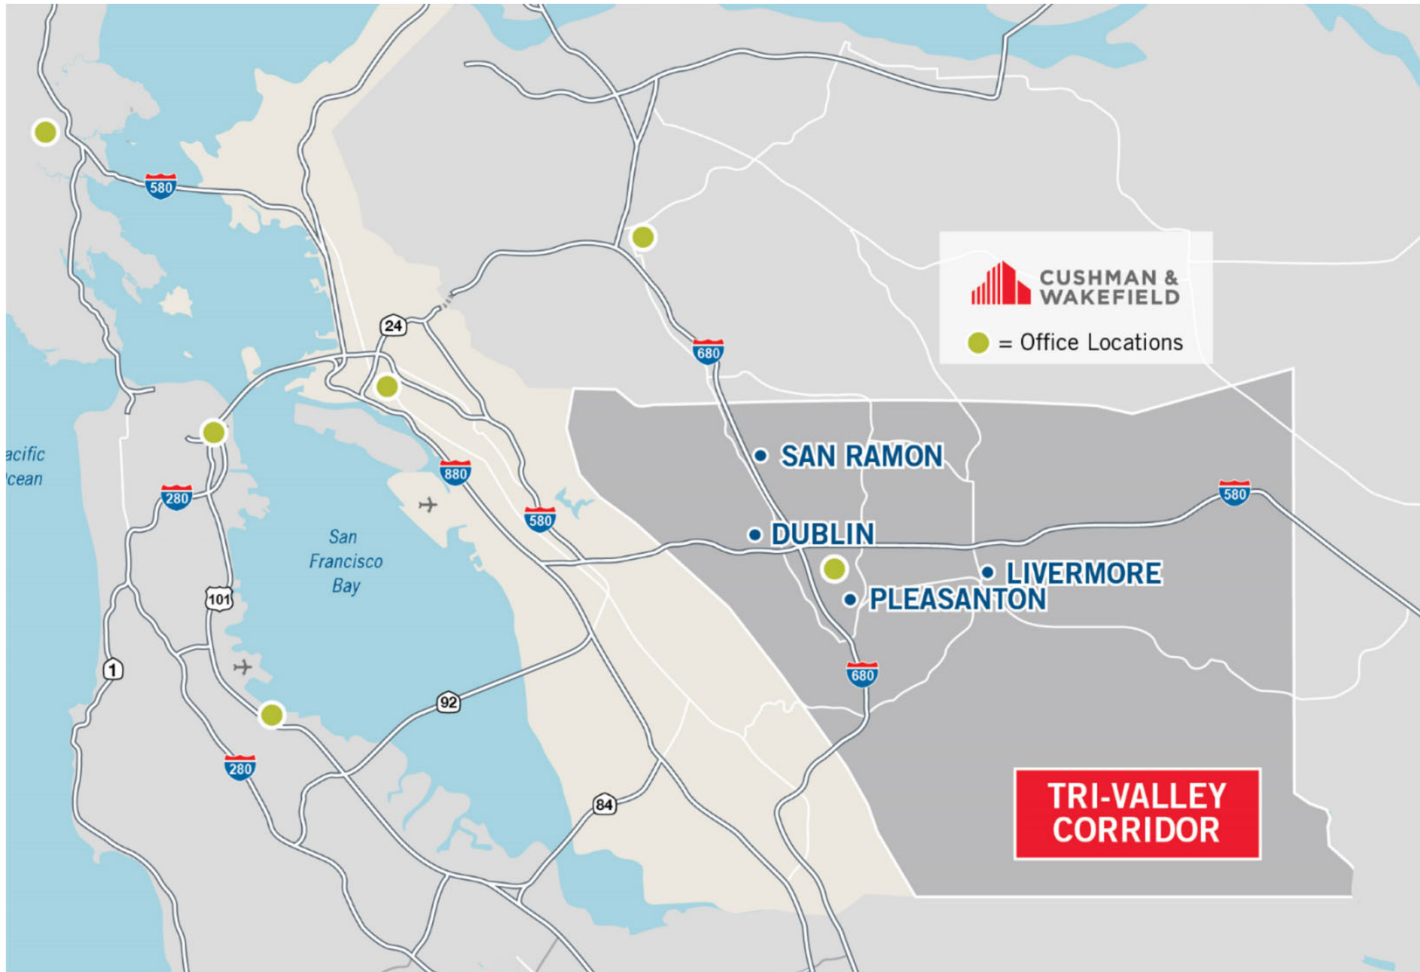 580
CUSHMAN &
WAKEFIELD
= Office Locations
24
680
acific
cean
SAN RAMON
880
280
580
580
San
Francisco
Bay
DUBLIN
LIVERMORE
PLEASANTON
101
1
680
92
280
84
TRI-VALLEY
CORRIDOR